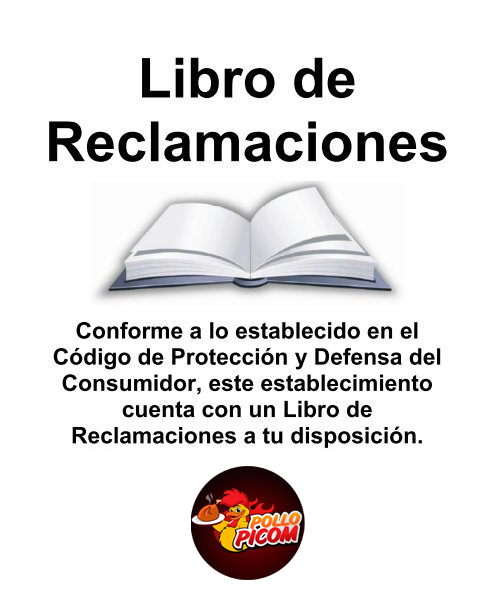 Libro de
Reclamaciones
Conforme a lo establecido en el
Código de Protección y Defensa del
Consumidor, este establecimiento
cuenta con un Libro de
Reclamaciones a tu disposición.
POLLO
PICOM